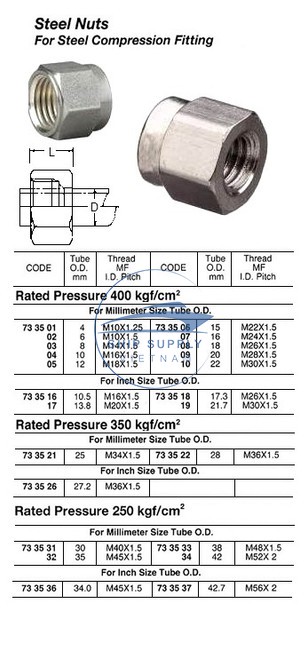 Steel Nuts
For Steel Compression Fitting
L
D
CODE Tube O.D. mm Thread MF I.D. Pitch CODE Tube O.D. mm Thread MF I.D. Pitch
Rated Pressure 400 kgf/cm²
For Millimeter Size Tube O.D.
73 35 01 4 M10X1.25 73 35 06 15 M22X1.5
02 6 M10X1.5 07 16 M24X1.5
03 8 M14X1.5 08 18 M26X1.5
04 10 M16X1.5 09 20 M28X1.5
05 12 M18X1.5 10 22 M30X1.5
SHIP SUPPLY
VIETNAM
For Inch Size Tube O.D.
73 35 16 10.5 M16X1.5 73 35 18 17.3 M26X1.5
17 13.8 M20X1.5 19 21.7 M30X1.5
Rated Pressure 350 kgf/cm²
For Millimeter Size Tube O.D.
73 35 21 25 M34X1.5 73 35 22 28 M36X1.5
For Inch Size Tube O.D.
73 35 26 27.2 M36X1.5
Rated Pressure 250 kgf/cm²
For Millimeter Size Tube O.D.
73 35 31 30 M40X1.5 73 35 33 38 M48X1.5
32 35 M45X1.5 34 42 M52X 2
For Inch Size Tube O.D.
73 35 36 34.0 M45X1.5 73 35 37 42.7 M56X 2